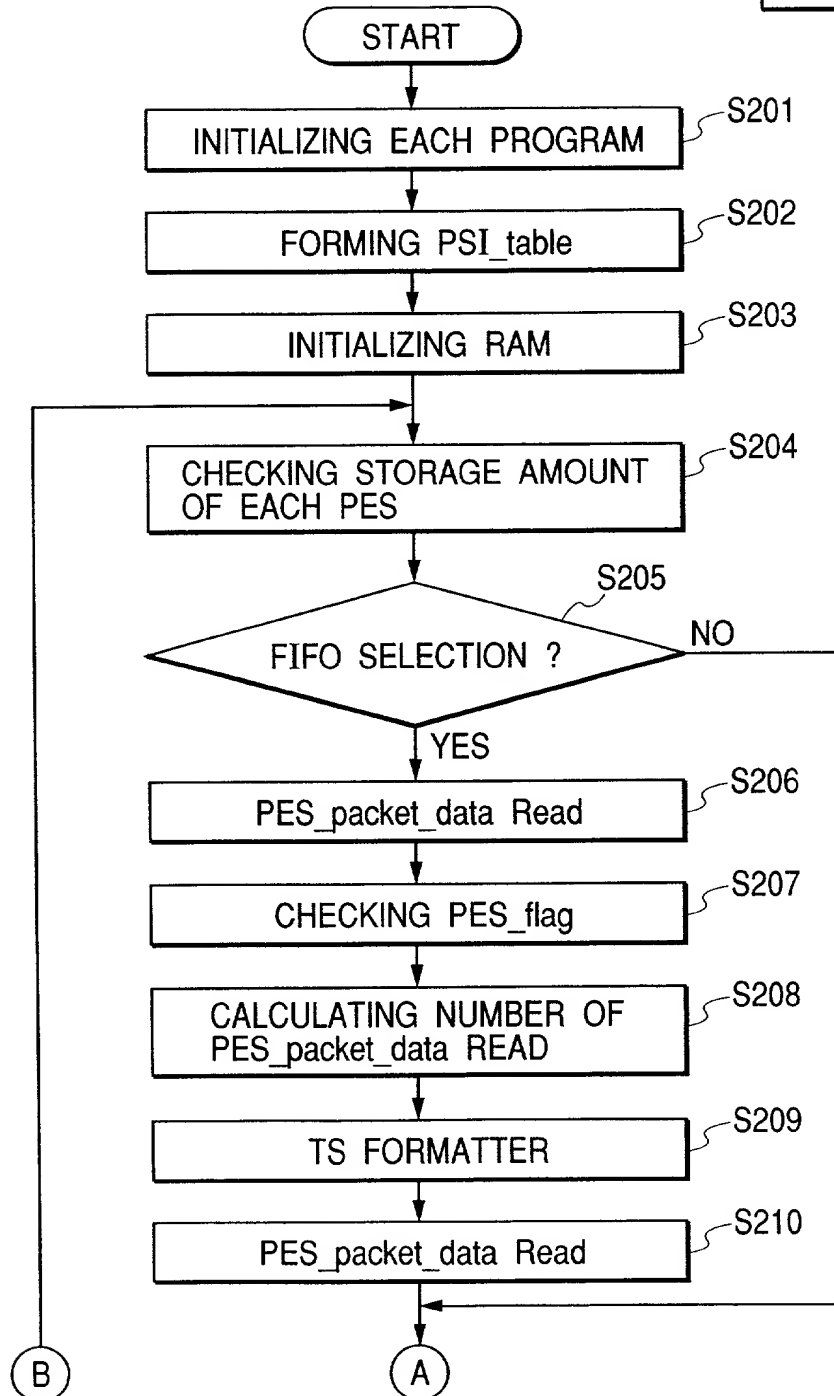 START
S201
INITIALIZING EACH PROGRAM
S202
FORMING PSI_table
S203
INITIALIZING RAM
S204
CHECKING STORAGE AMOUNT
OF EACH PES
S205
FIFO SELECTION ?
NO
YES
S206
PES_packet_data Read
S207
CHECKING PES_flag
S208
CALCULATING NUMBER OF
PES_packet_data READ
S209
TS FORMATTER
S210
PES_packet_data Read
B
A